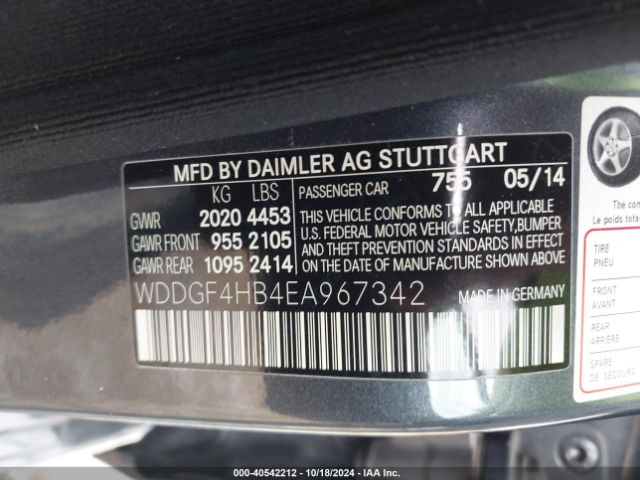 MFD BY DAIMLER AG STUTTGART
KG LBS PASSENGER CAR 755 05/14
GVWR 2020 4453
GAWR FRONT 955 2105
GAWR REAR 1095 2414
THIS VEHICLE CONFORMS TO ALL APPLICABLE
U.S. FEDERAL MOTOR VEHICLE SAFETY, BUMPER
AND THEFT PREVENTION STANDARDS IN EFFECT
ON THE DATE OF MANUFACTURE SHOWN ABOVE
WDDGF4HB4EA967342 MADE IN GERMANY
The com
Le poids tota
TIRE
PNEU
FRONT
AVANT
REAR
ARRIÈRE
SPARE
DE SECOURS
000-40542212 - 10/18/2024 - IAA Inc.